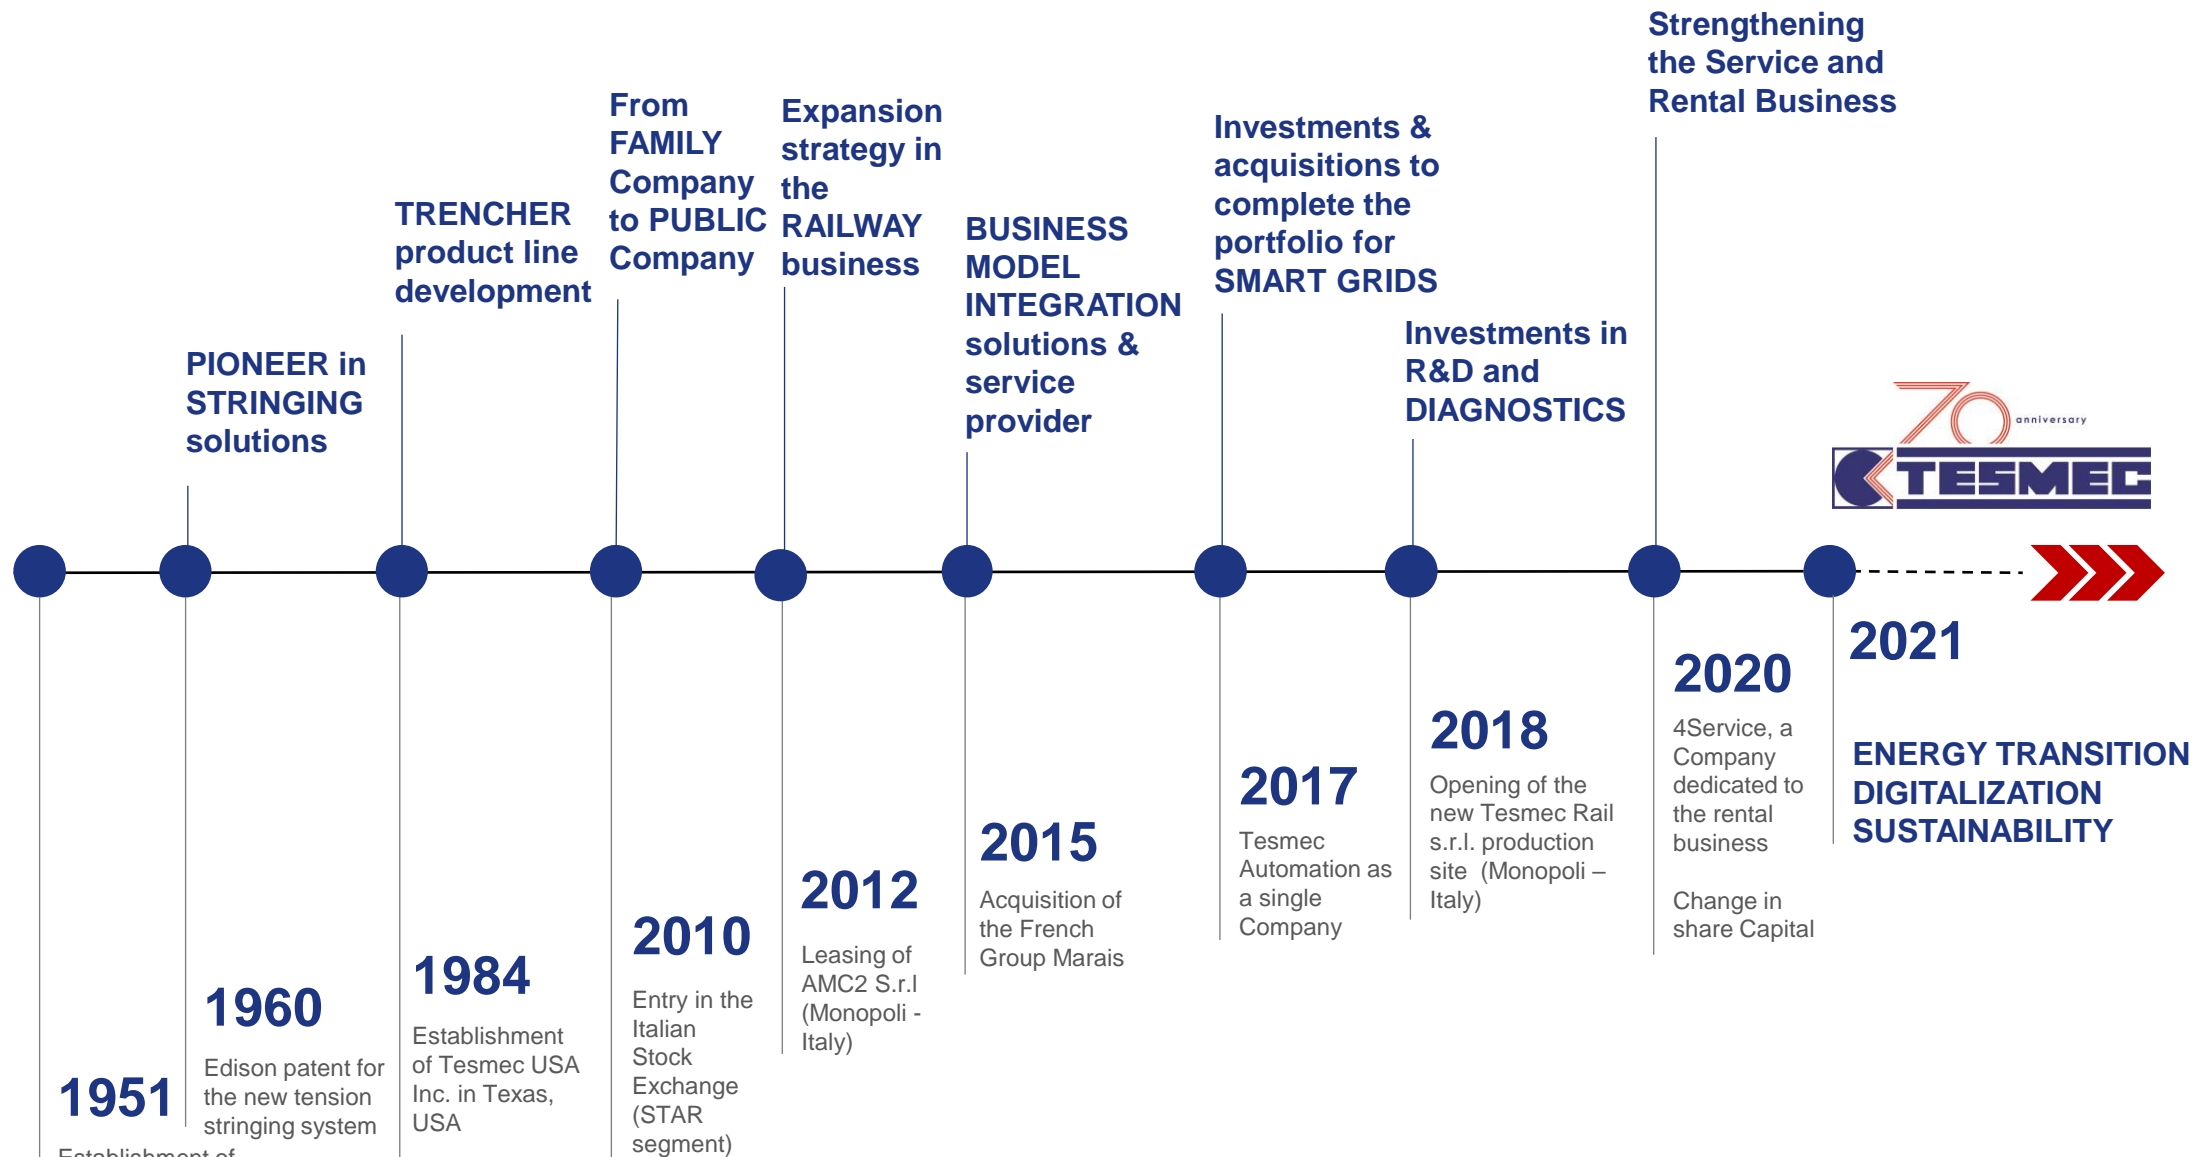 Strengthening
the Service and
Rental Business
From
FAMILY
Company
to PUBLIC
Company
Expansion
strategy in
the
RAILWAY
business
Investments &
acquisitions to
complete the
portfolio for
SMART GRIDS
TRENCHER
product line
development
BUSINESS
MODEL
INTEGRATION
solutions &
service
provider
Investments in
R&D and
DIAGNOSTICS
PIONEER in
STRINGING
solutions
70 anniversary
TESMEC
1951
Establishment of
1960
Edison patent for
the new tension
stringing system
1984
Establishment
of Tesmec USA
Inc. in Texas,
USA
2010
Entry in the
Italian
Stock
Exchange
(STAR
segment)
2012
Leasing of
AMC2 S.r.l
(Monopoli -
Italy)
2015
Acquisition of
the French
Group Marais
2017
Tesmec
Automation as
a single
Company
2018
Opening of the
new Tesmec Rail
s.r.l. production
site (Monopoli –
Italy)
2020
4Service, a
Company
dedicated to
the rental
business
Change in
share Capital
2021
ENERGY TRANSITION
DIGITALIZATION
SUSTAINABILITY